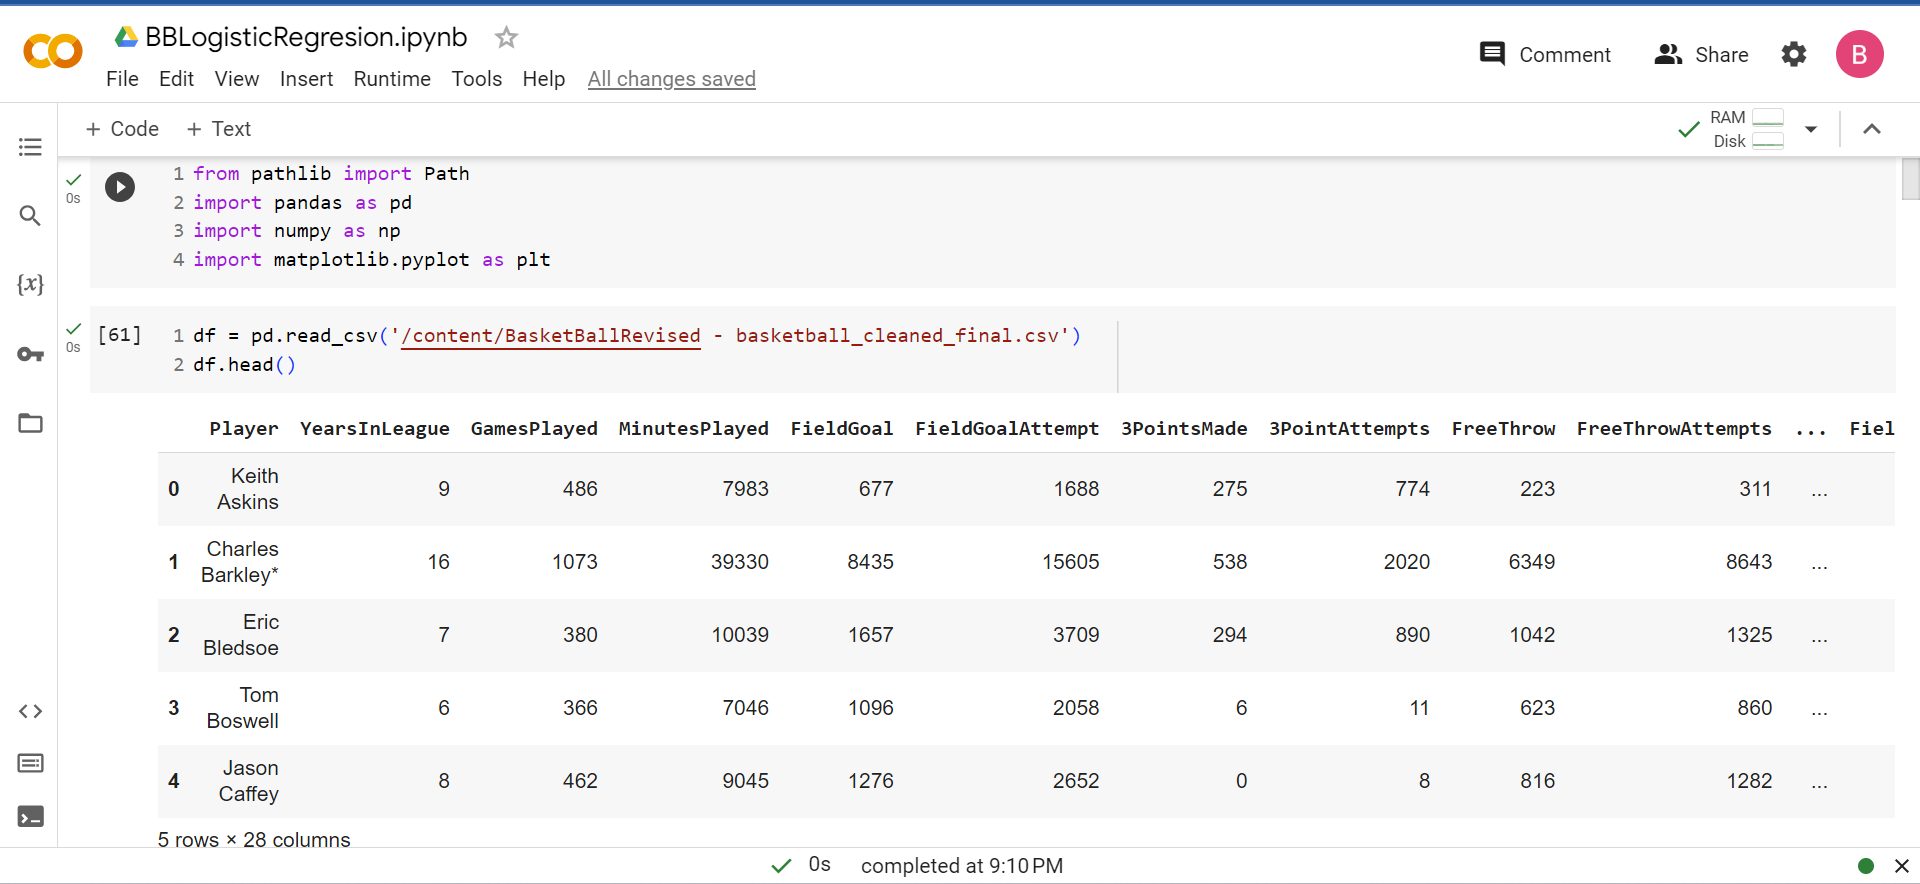 BBLogisticRegresion.ipynb
File Edit View Insert Runtime Tools Help All changes saved
Comment Share B
+ Code + Text
RAM
Disk
0s
1 from pathlib import Path
2 import pandas as pd
3 import numpy as np
4 import matplotlib.pyplot as plt
0s
[61]
1 df = pd.read_csv('/content/BasketBallRevised - basketball_cleaned_final.csv')
2 df.head()
Player YearsInLeague GamesPlayed MinutesPlayed FieldGoal FieldGoalAttempt 3PointsMade 3PointAttempts FreeThrow FreeThrowAttempts ... Fiel
0 Keith Askins 9 486 7983 677 1688 275 774 223 311 ...
1 Charles Barkley* 16 1073 39330 8435 15605 538 2020 6349 8643 ...
2 Eric Bledsoe 7 380 10039 1657 3709 294 890 1042 1325 ...
3 Tom Boswell 6 366 7046 1096 2058 6 11 623 860 ...
4 Jason Caffey 8 462 9045 1276 2652 0 8 816 1282 ...
5 rows × 28 columns
{x}
0s completed at 9:10 PM